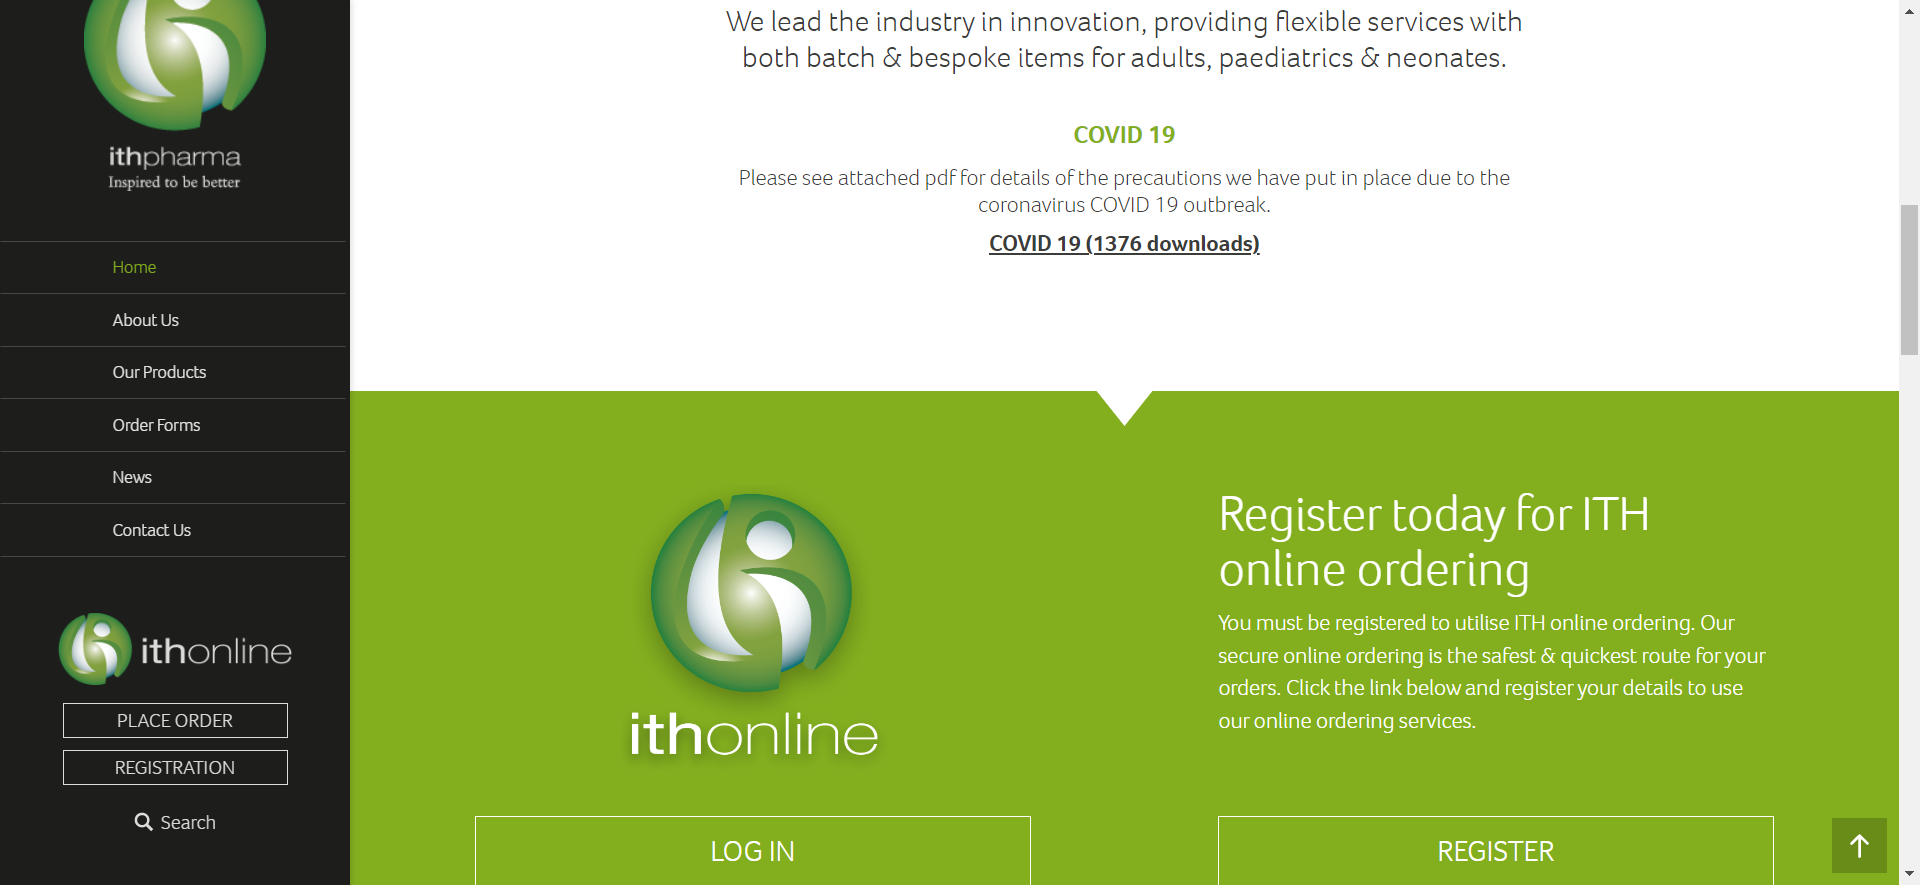 ithpharma
Inspired to be better
Home
About Us
Our Products
Order Forms
News
Contact Us
ithonline
PLACE ORDER
REGISTRATION
Search
We lead the industry in innovation, providing flexible services with
both batch & bespoke items for adults, paediatrics & neonates.
COVID 19
Please see attached pdf for details of the precautions we have put in place due to the
coronavirus COVID 19 outbreak.
COVID 19 (1376 downloads)
ithonline
LOG IN
Register today for ITH
online ordering
You must be registered to utilise ITH online ordering. Our
secure online ordering is the safest & quickest route for your
orders. Click the link below and register your details to use
our online ordering services.
REGISTER